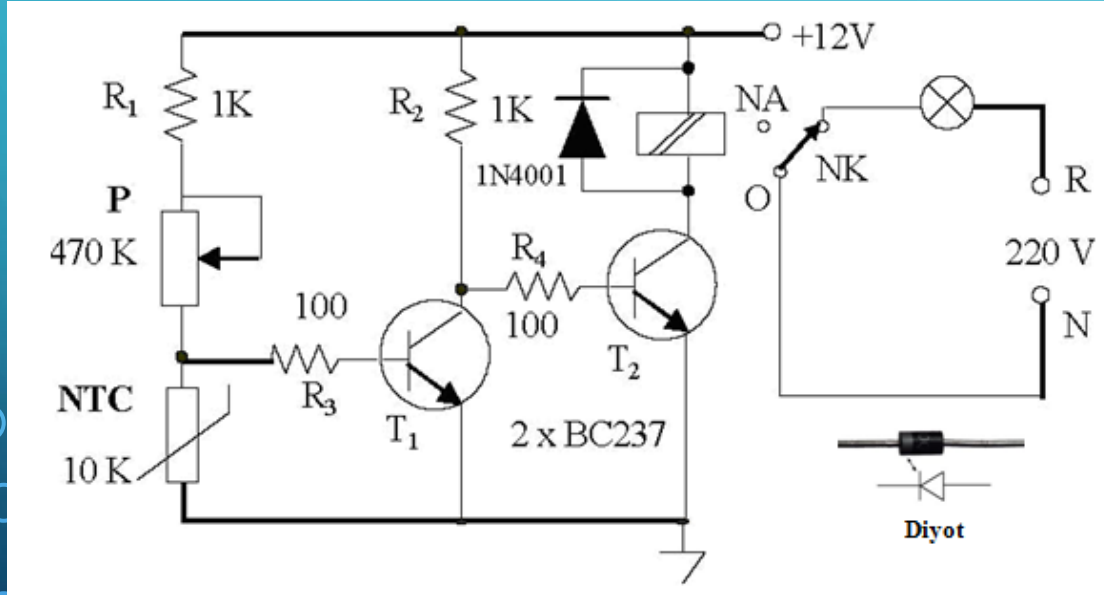 +12V
R₁ 1K
R₂ 1K
1N4001
NA
NK
O
R
220 V
N
P
470 K
R₄
100
T₂
100
R₃
T₁
2 x BC237
NTC
10 K
Diyot